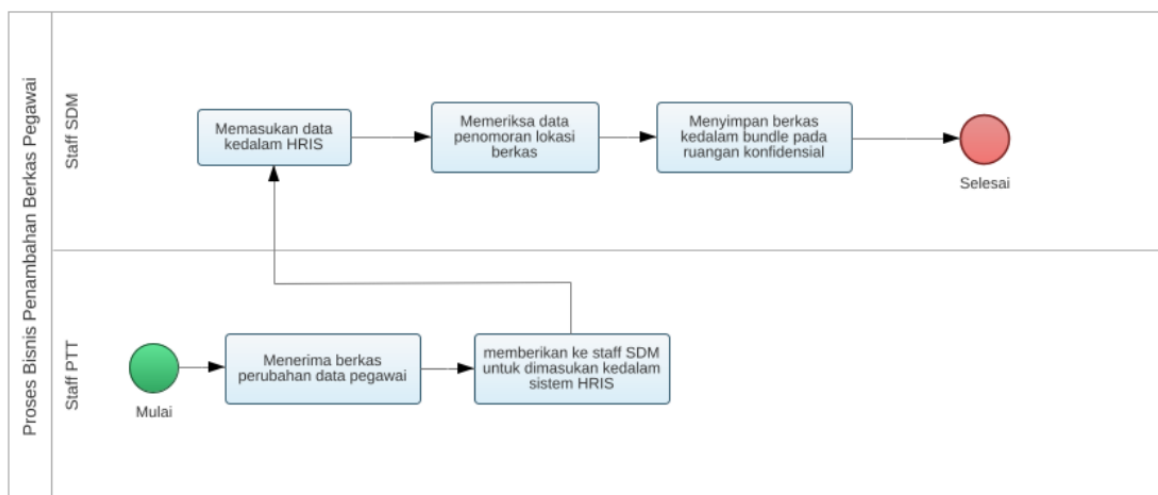 Proses Bisnis Penambahan Berkas Pegawai
Staff SDM
Memasukan data
kedalam HRIS
Memeriksa data
penomoran lokasi
berkas
Menyimpan berkas
kedalam bundle pada
ruangan konfidensial
Selesai
Staff PTT
Mulai
Menerima berkas
perubahan data pegawai
memberikan ke staff SDM
untuk dimasukan kedalam
sistem HRIS